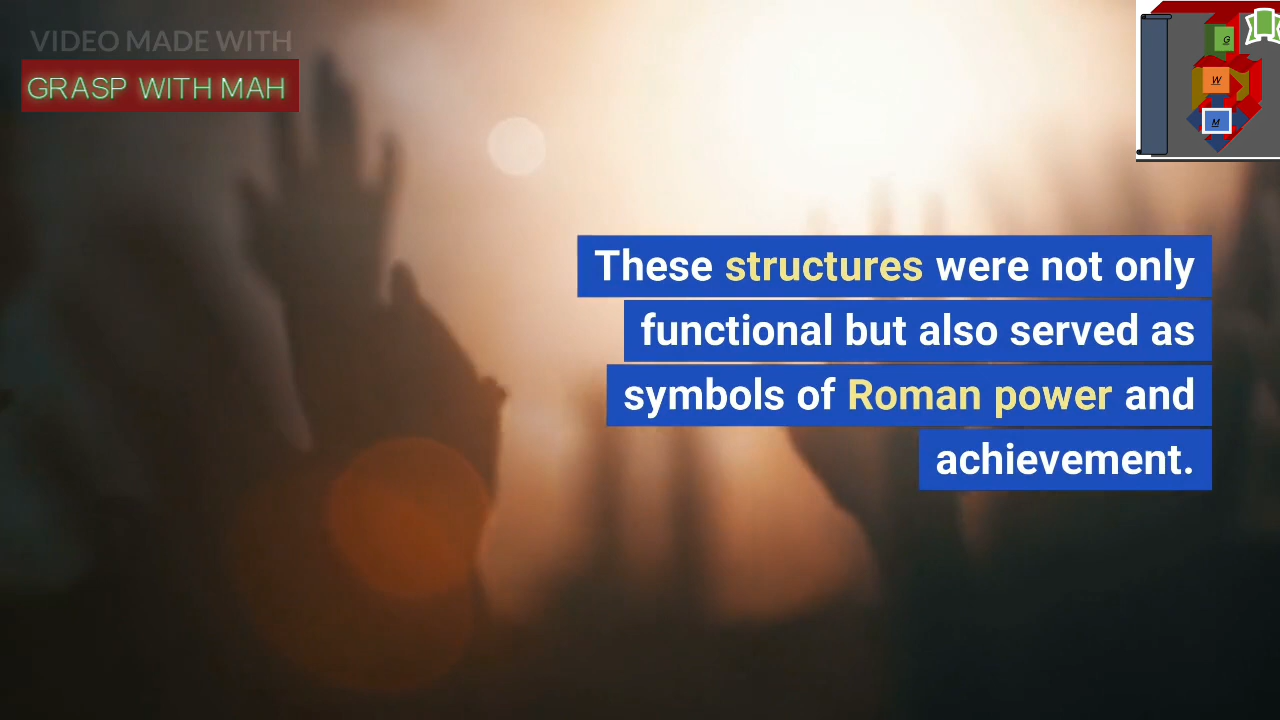 VIDEO MADE WITH
GRASP WITH MAH
G
W
M
These structures were not only
functional but also served as
symbols of Roman power and
achievement.